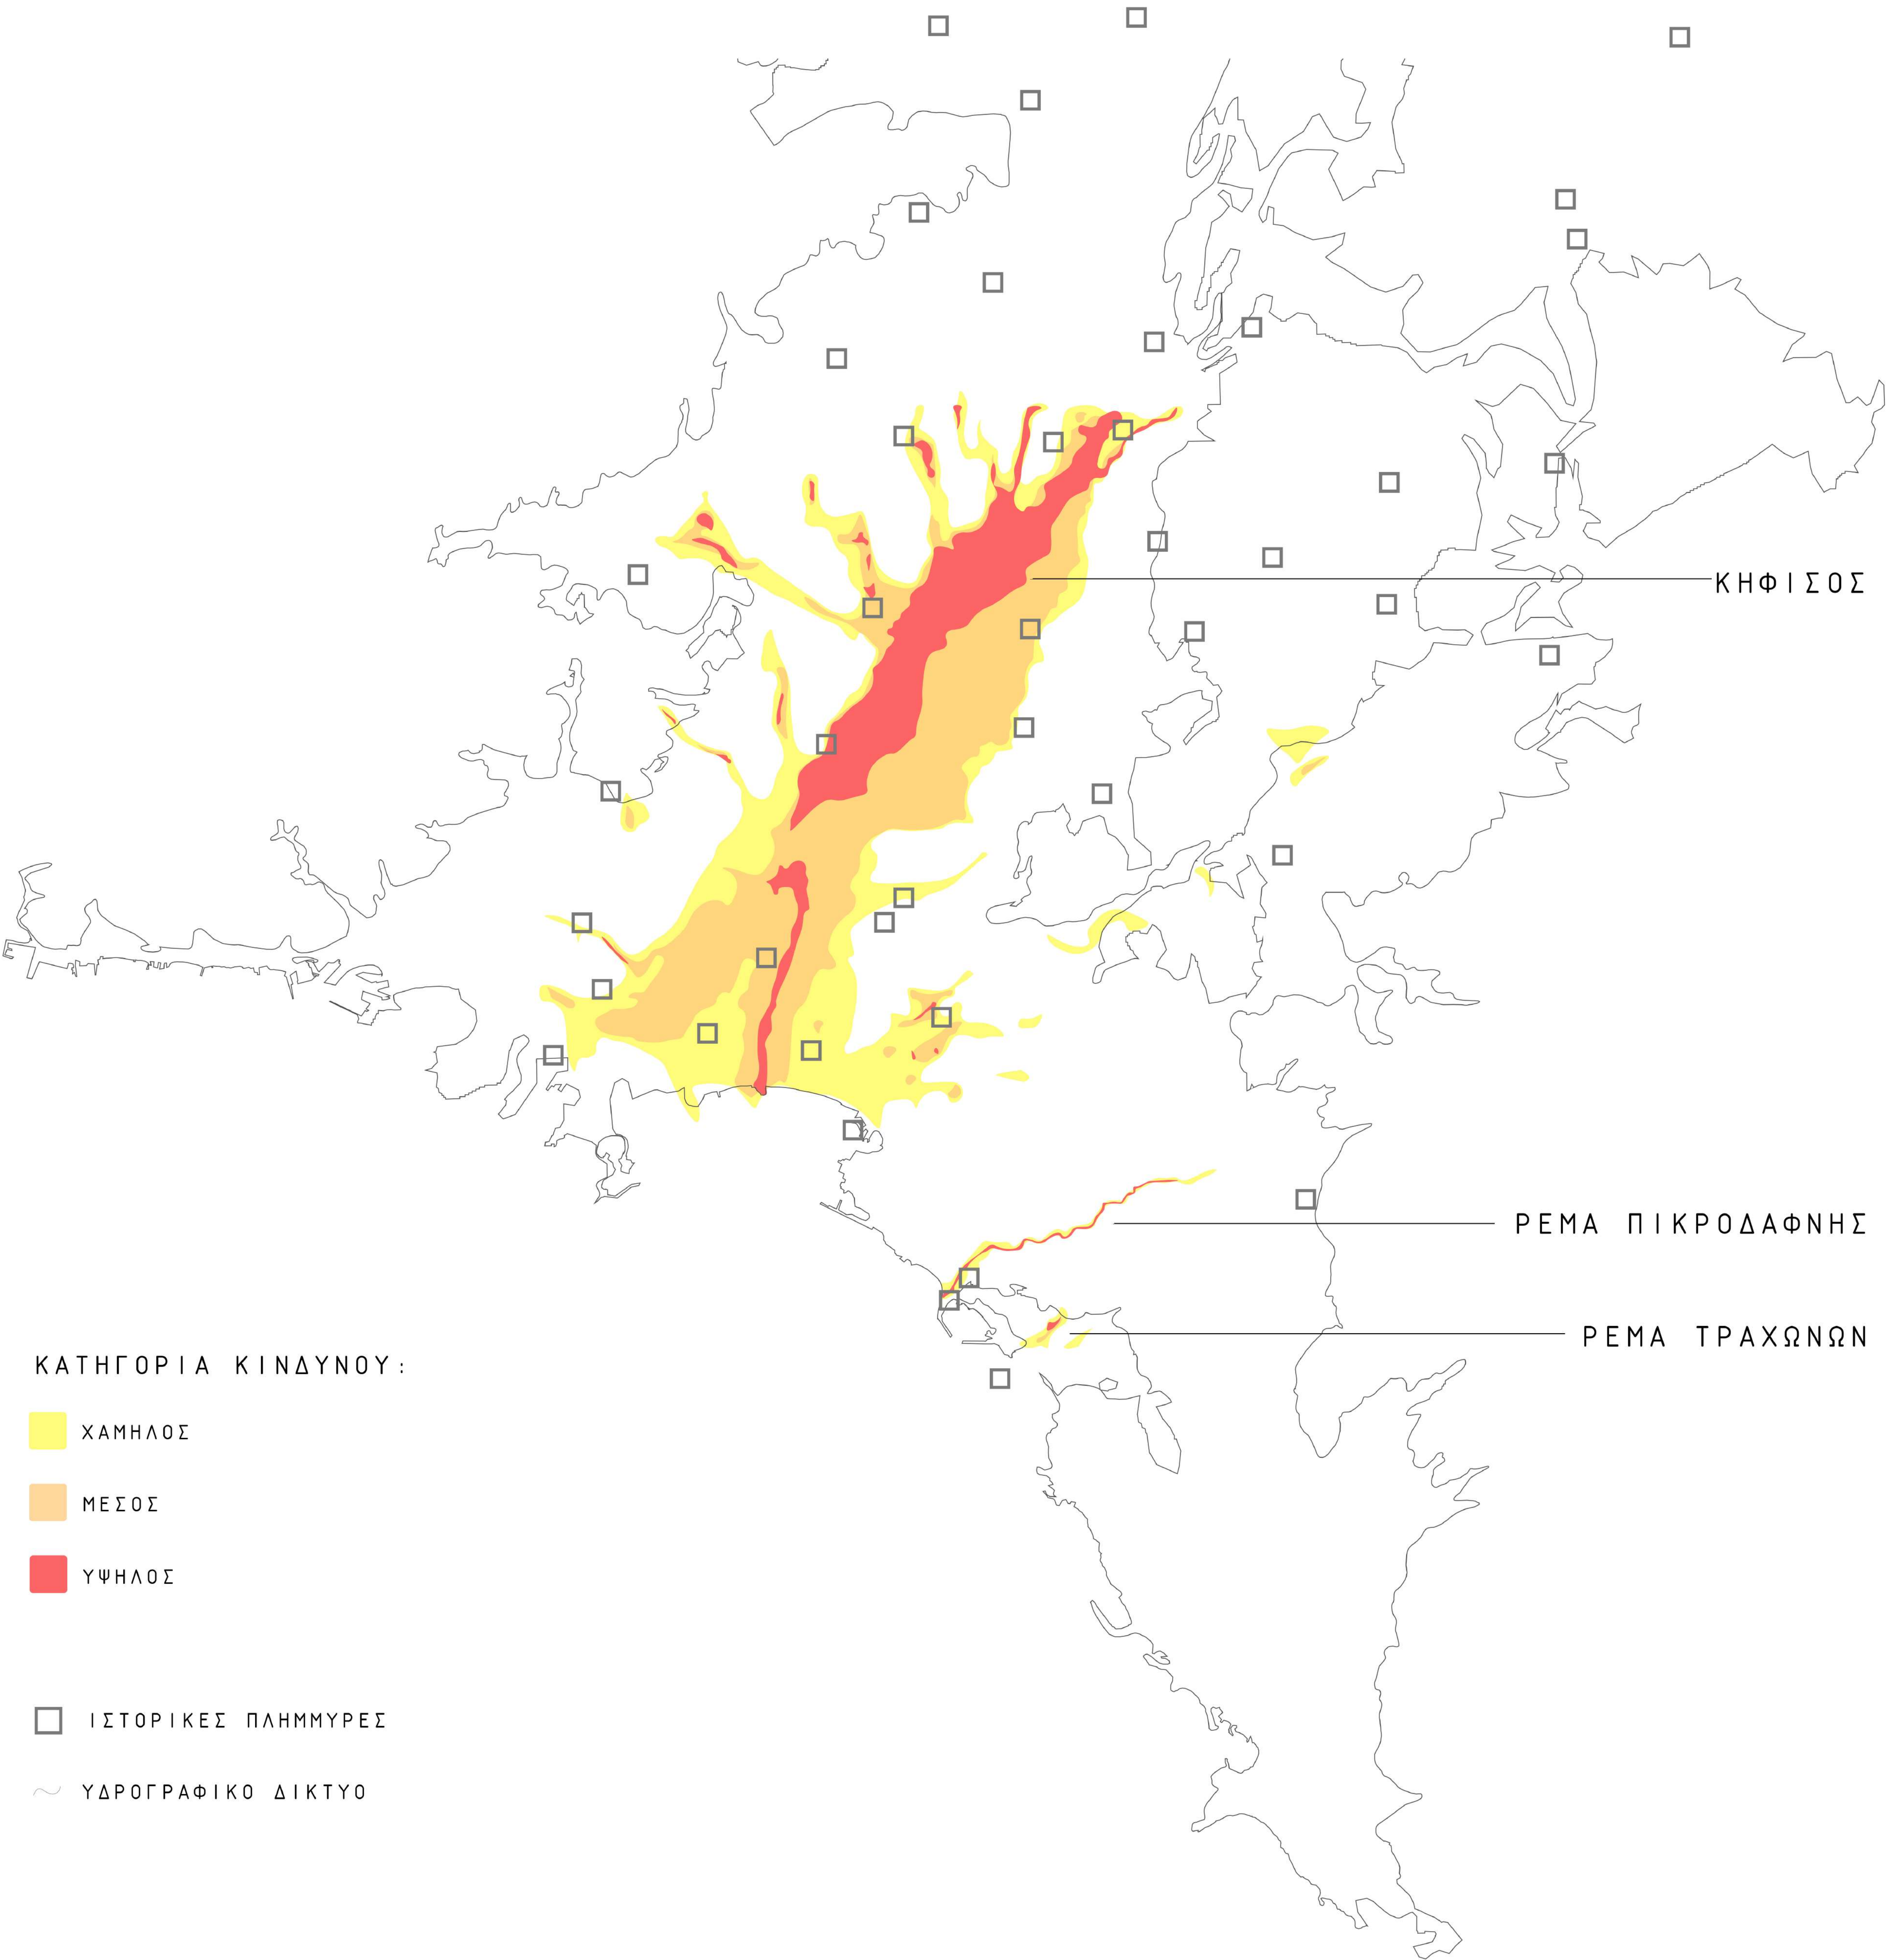 ΚΗΦΙΣΟΣ
ΡΕΜΑ ΠΙΚΡΟΔΑΦΝΗΣ
ΡΕΜΑ ΤΡΑΧΩΝΩΝ
ΚΑΤΗΓΟΡΙΑ ΚΙΝΔΥΝΟΥ:
ΧΑΜΗΛΟΣ
ΜΕΣΟΣ
ΥΨΗΛΟΣ
ΙΣΤΟΡΙΚΕΣ ΠΛΗΜΜΥΡΕΣ
ΥΔΡΟΓΡΑΦΙΚΟ ΔΙΚΤΥΟ